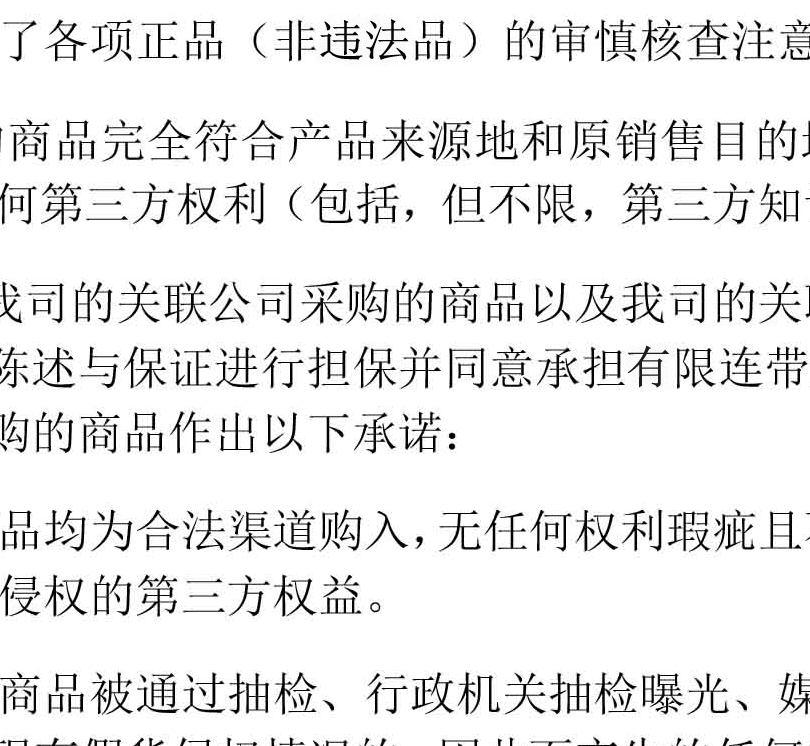 了各项正品（非违法品）的审慎核查注意
商品完全符合产品来源地和原销售目的地
何第三方权利（包括，但不限，第三方知
我司的关联公司采购的商品以及我司的关联
陈述与保证进行担保并同意承担有限连带
购的商品作出以下承诺：
品均为合法渠道购入，无任何权利瑕疵且
侵权的第三方权益。
商品被通过抽检、行政机关抽检曝光、媒